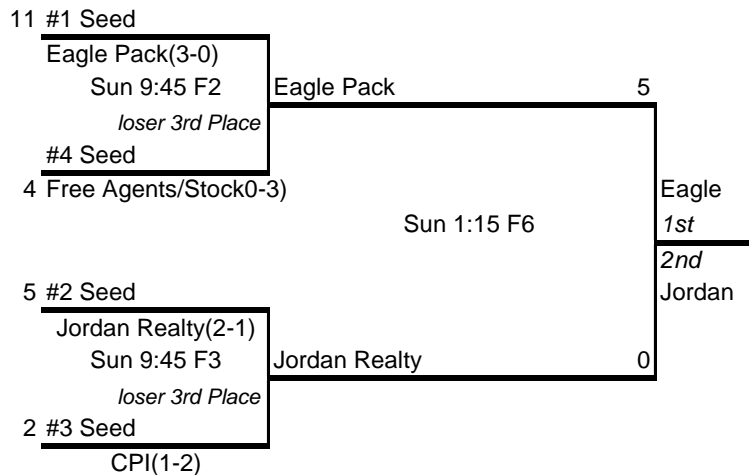 11 #1 Seed
Eagle Pack(3-0)
Sun 9:45 F2
Eagle Pack 5
loser 3rd Place
#4 Seed
4 Free Agents/Stock0-3)
Eagle
Sun 1:15 F6
1st
2nd
5 #2 Seed
Jordan
Jordan Realty(2-1)
Sun 9:45 F3
Jordan Realty 0
loser 3rd Place
2 #3 Seed
CPI(1-2)